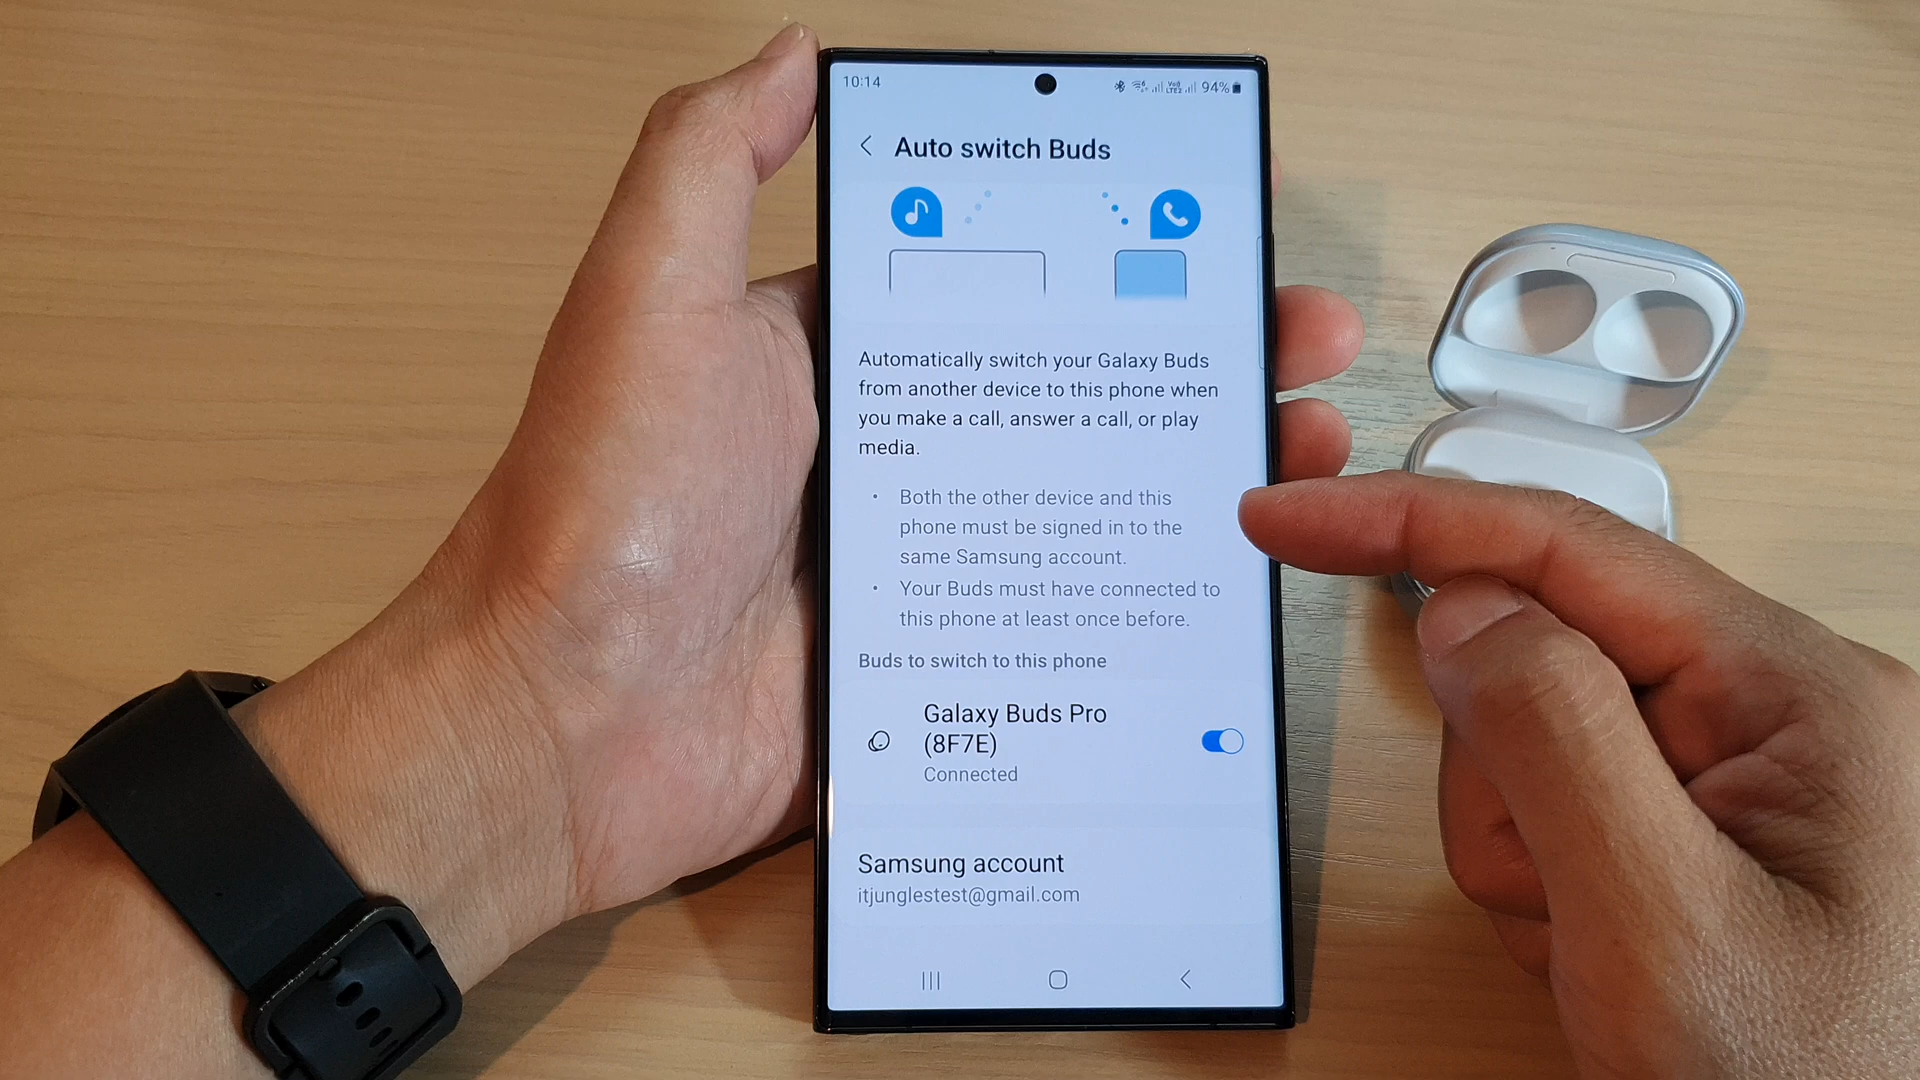 10:14
94%
Auto switch Buds
Automatically switch your Galaxy Buds
from another device to this phone when
you make a call, answer a call, or play
media.
• Both the other device and this
phone must be signed in to the
same Samsung account.
• Your Buds must have connected to
this phone at least once before.
Buds to switch to this phone
Galaxy Buds Pro
(8F7E)
Connected
Samsung account
itjunglestest@gmail.com